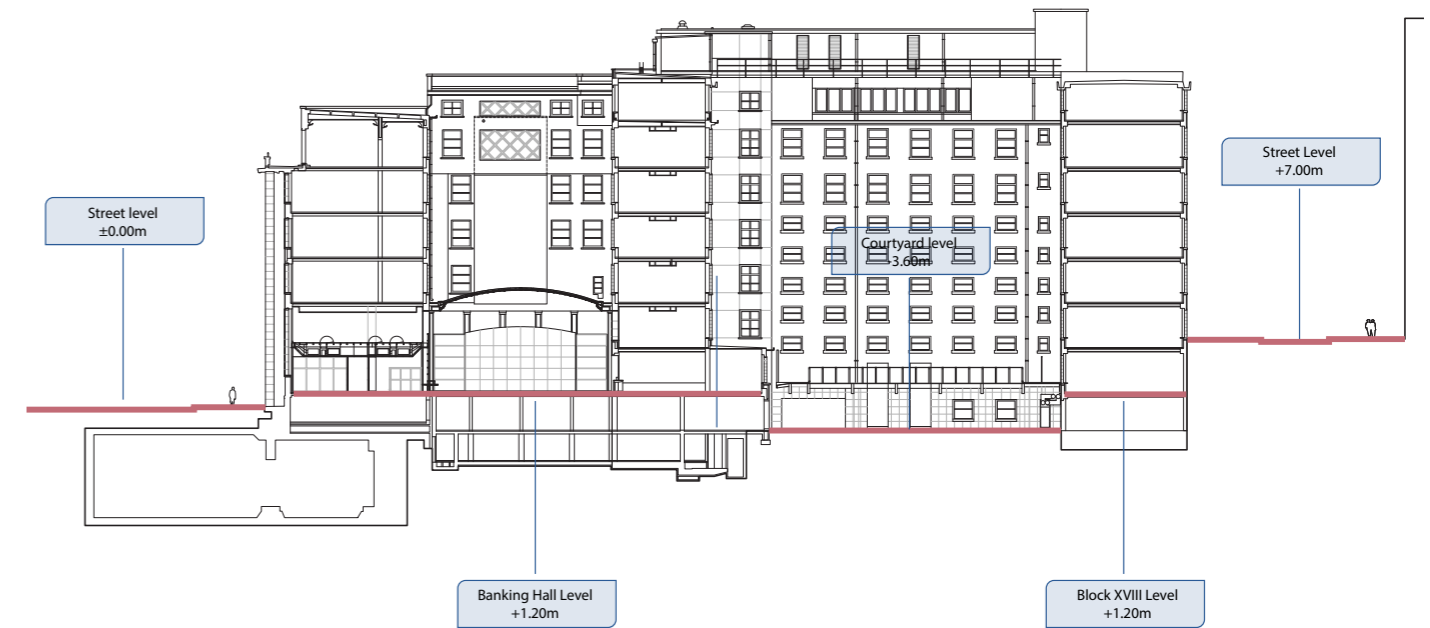 Street Level
+7.00m
Street level
±0.00m
Courtyard level
-3.60m
Banking Hall Level
+1.20m
Block XVIII Level
+1.20m